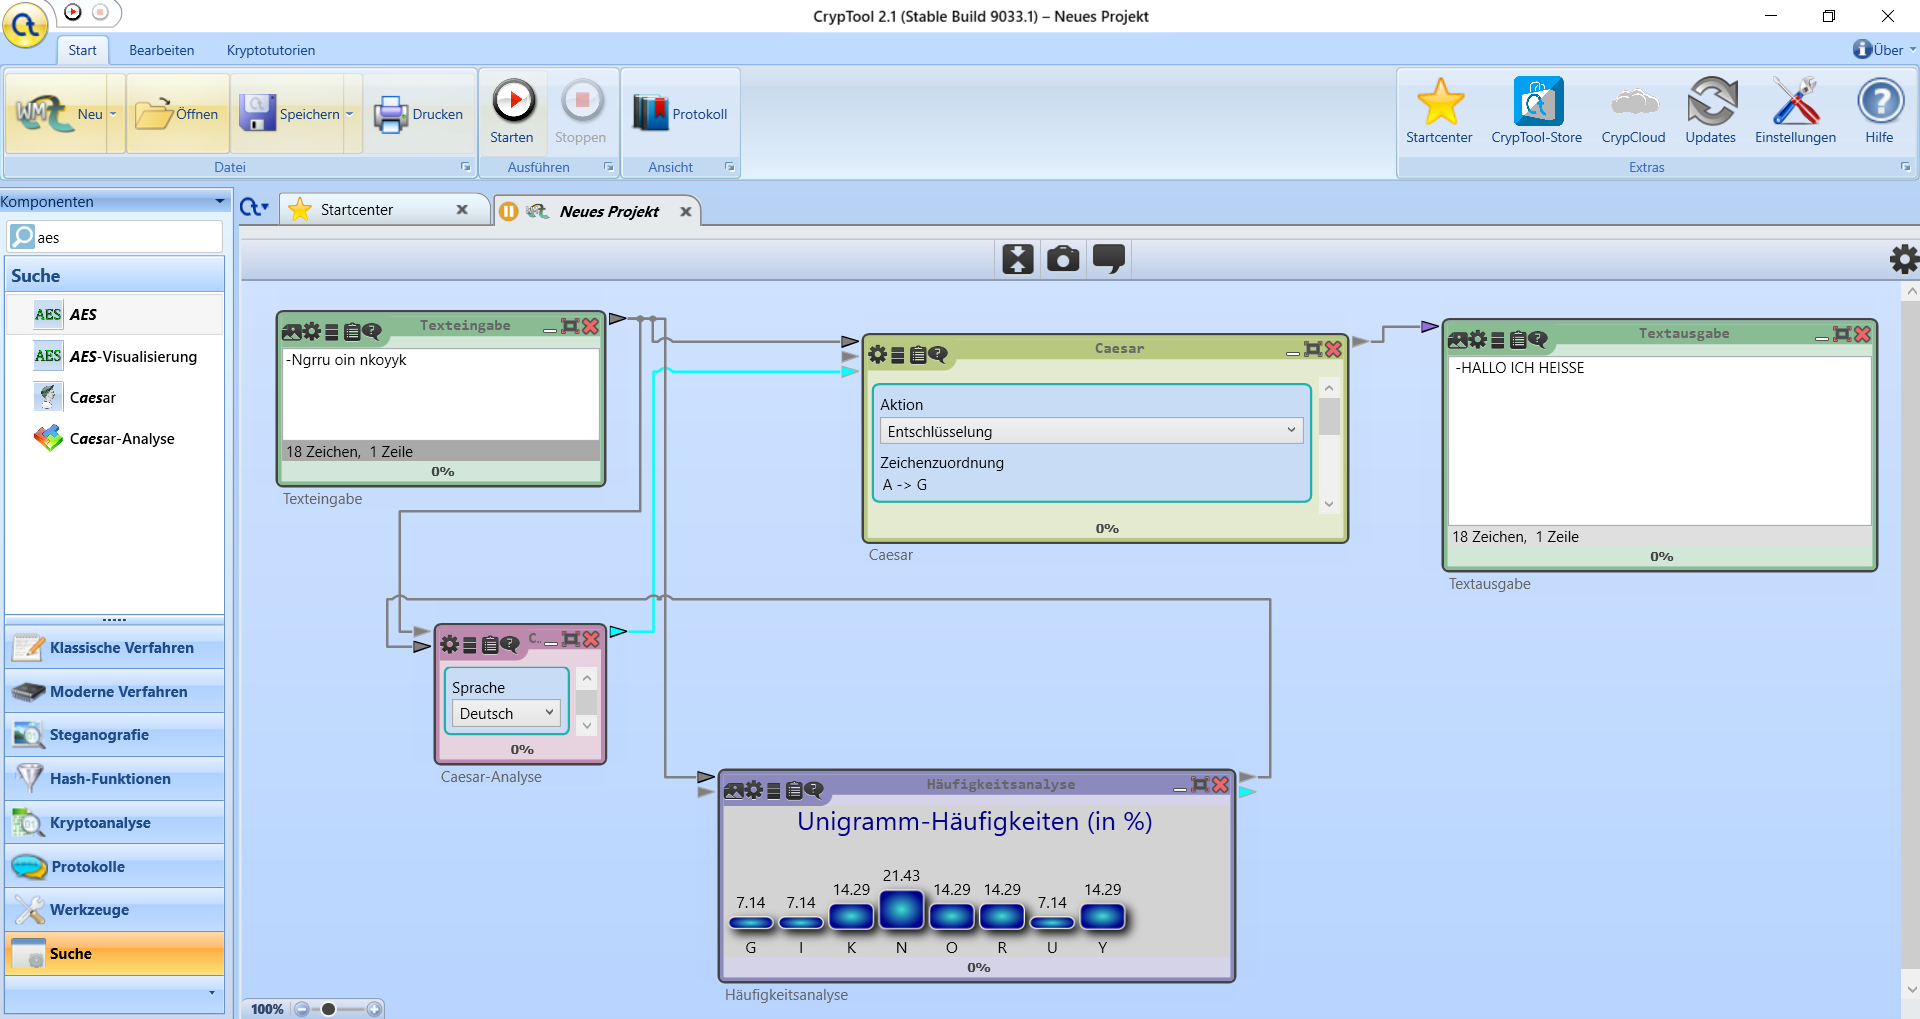 CrypTool 2.1 (Stable Build 9033.1) – Neues Projekt
Start Bearbeiten Kryptotutorien Über
Neu Öffnen Speichern Drucken Starten Stoppen Protokoll Startcenter CrypTool-Store CrypCloud Updates Einstellungen Hilfe
Datei Ausführen Ansicht Extras
Komponenten
Startcenter
Neues Projekt
aes
Suche
AES AES
AES AES-Visualisierung
Caesar
Caesar-Analyse
Klassische Verfahren
Moderne Verfahren
Steganografie
Hash-Funktionen
Kryptoanalyse
Protokolle
Werkzeuge
Suche
Texteingabe
-Ngrru oin nkoyyk
18 Zeichen, 1 Zeile
0%
Texteingabe
Caesar
Aktion
Entschlüsselung
Zeichenzuordnung
A -> G
0%
Caesar
Textausgabe
-HALLO ICH HEISSE
18 Zeichen, 1 Zeile
0%
Textausgabe
C..
Sprache
Deutsch
0%
Caesar-Analyse
Häufigkeitsanalyse
Unigramm-Häufigkeiten (in %)
7.14 7.14 14.29 21.43 14.29 14.29 7.14 14.29
G I K N O R U Y
0%
Häufigkeitsanalyse
100%